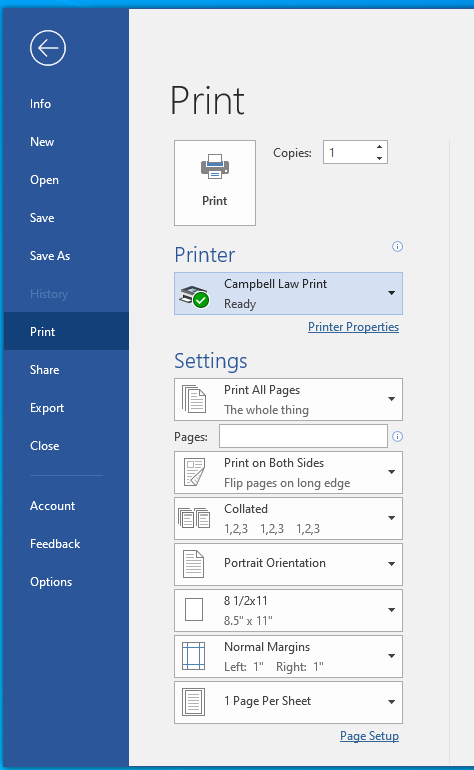 Info
New
Open
Save
Save As
History
Print
Share
Export
Close
Account
Feedback
Options
Print
Print
Copies: 1
Printer
Campbell Law Print
Ready
Printer Properties
Settings
Print All Pages
The whole thing
Pages:
Print on Both Sides
Flip pages on long edge
Collated
1,2,3 1,2,3 1,2,3
Portrait Orientation
8 1/2x11
8.5" x 11"
Normal Margins
Left: 1" Right: 1"
1 Page Per Sheet
Page Setup